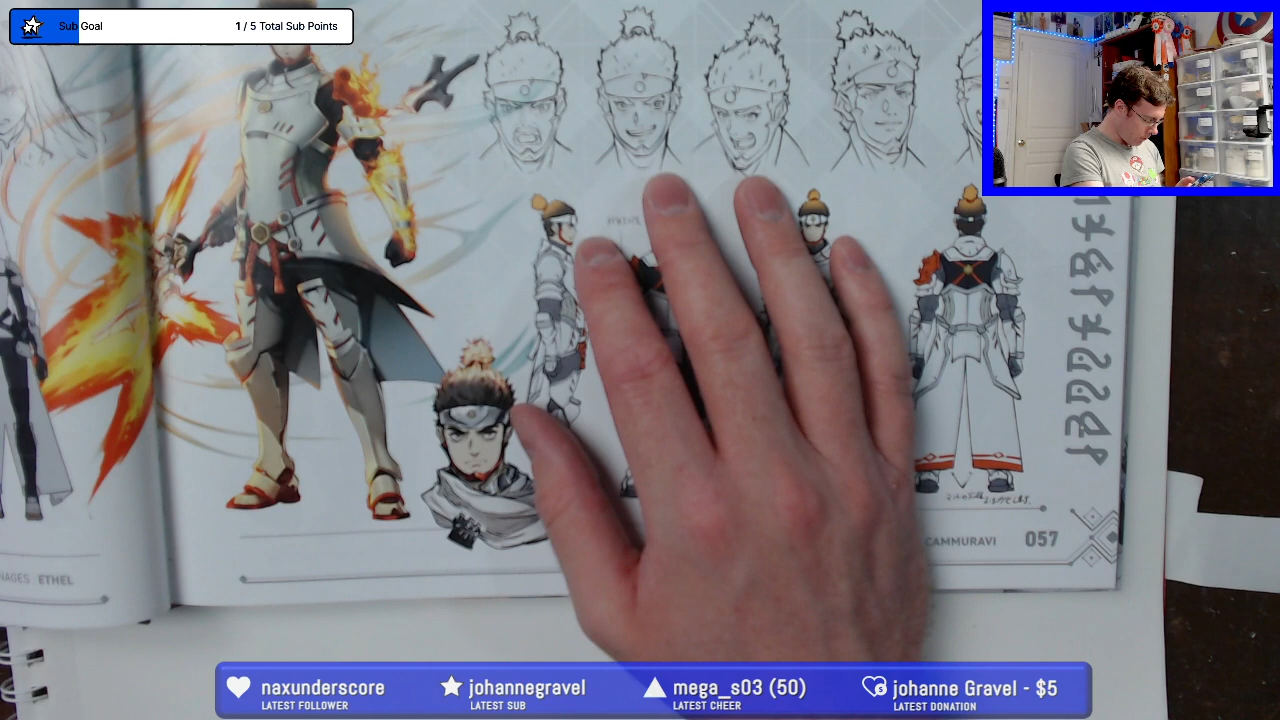 Sub Goal
1 / 5 Total Sub Points
NAGES ETHEL
CAMMURAVI 057
naxunderscore
LATEST FOLLOWER
johannegravel
LATEST SUB
mega_s03 (50)
LATEST CHEER
johanne Gravel - $5
LATEST DONATION